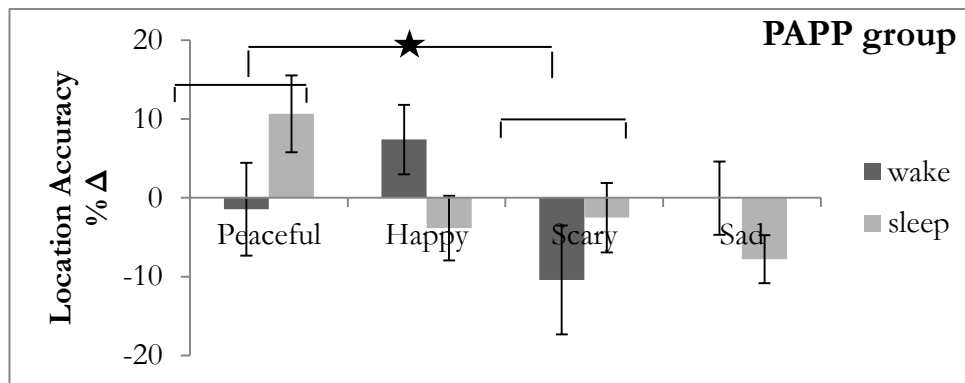 PAPP group
Location Accuracy
% Δ
20
10
0
-10
-20
Peaceful
Happy
Scary
Sad
wake
sleep